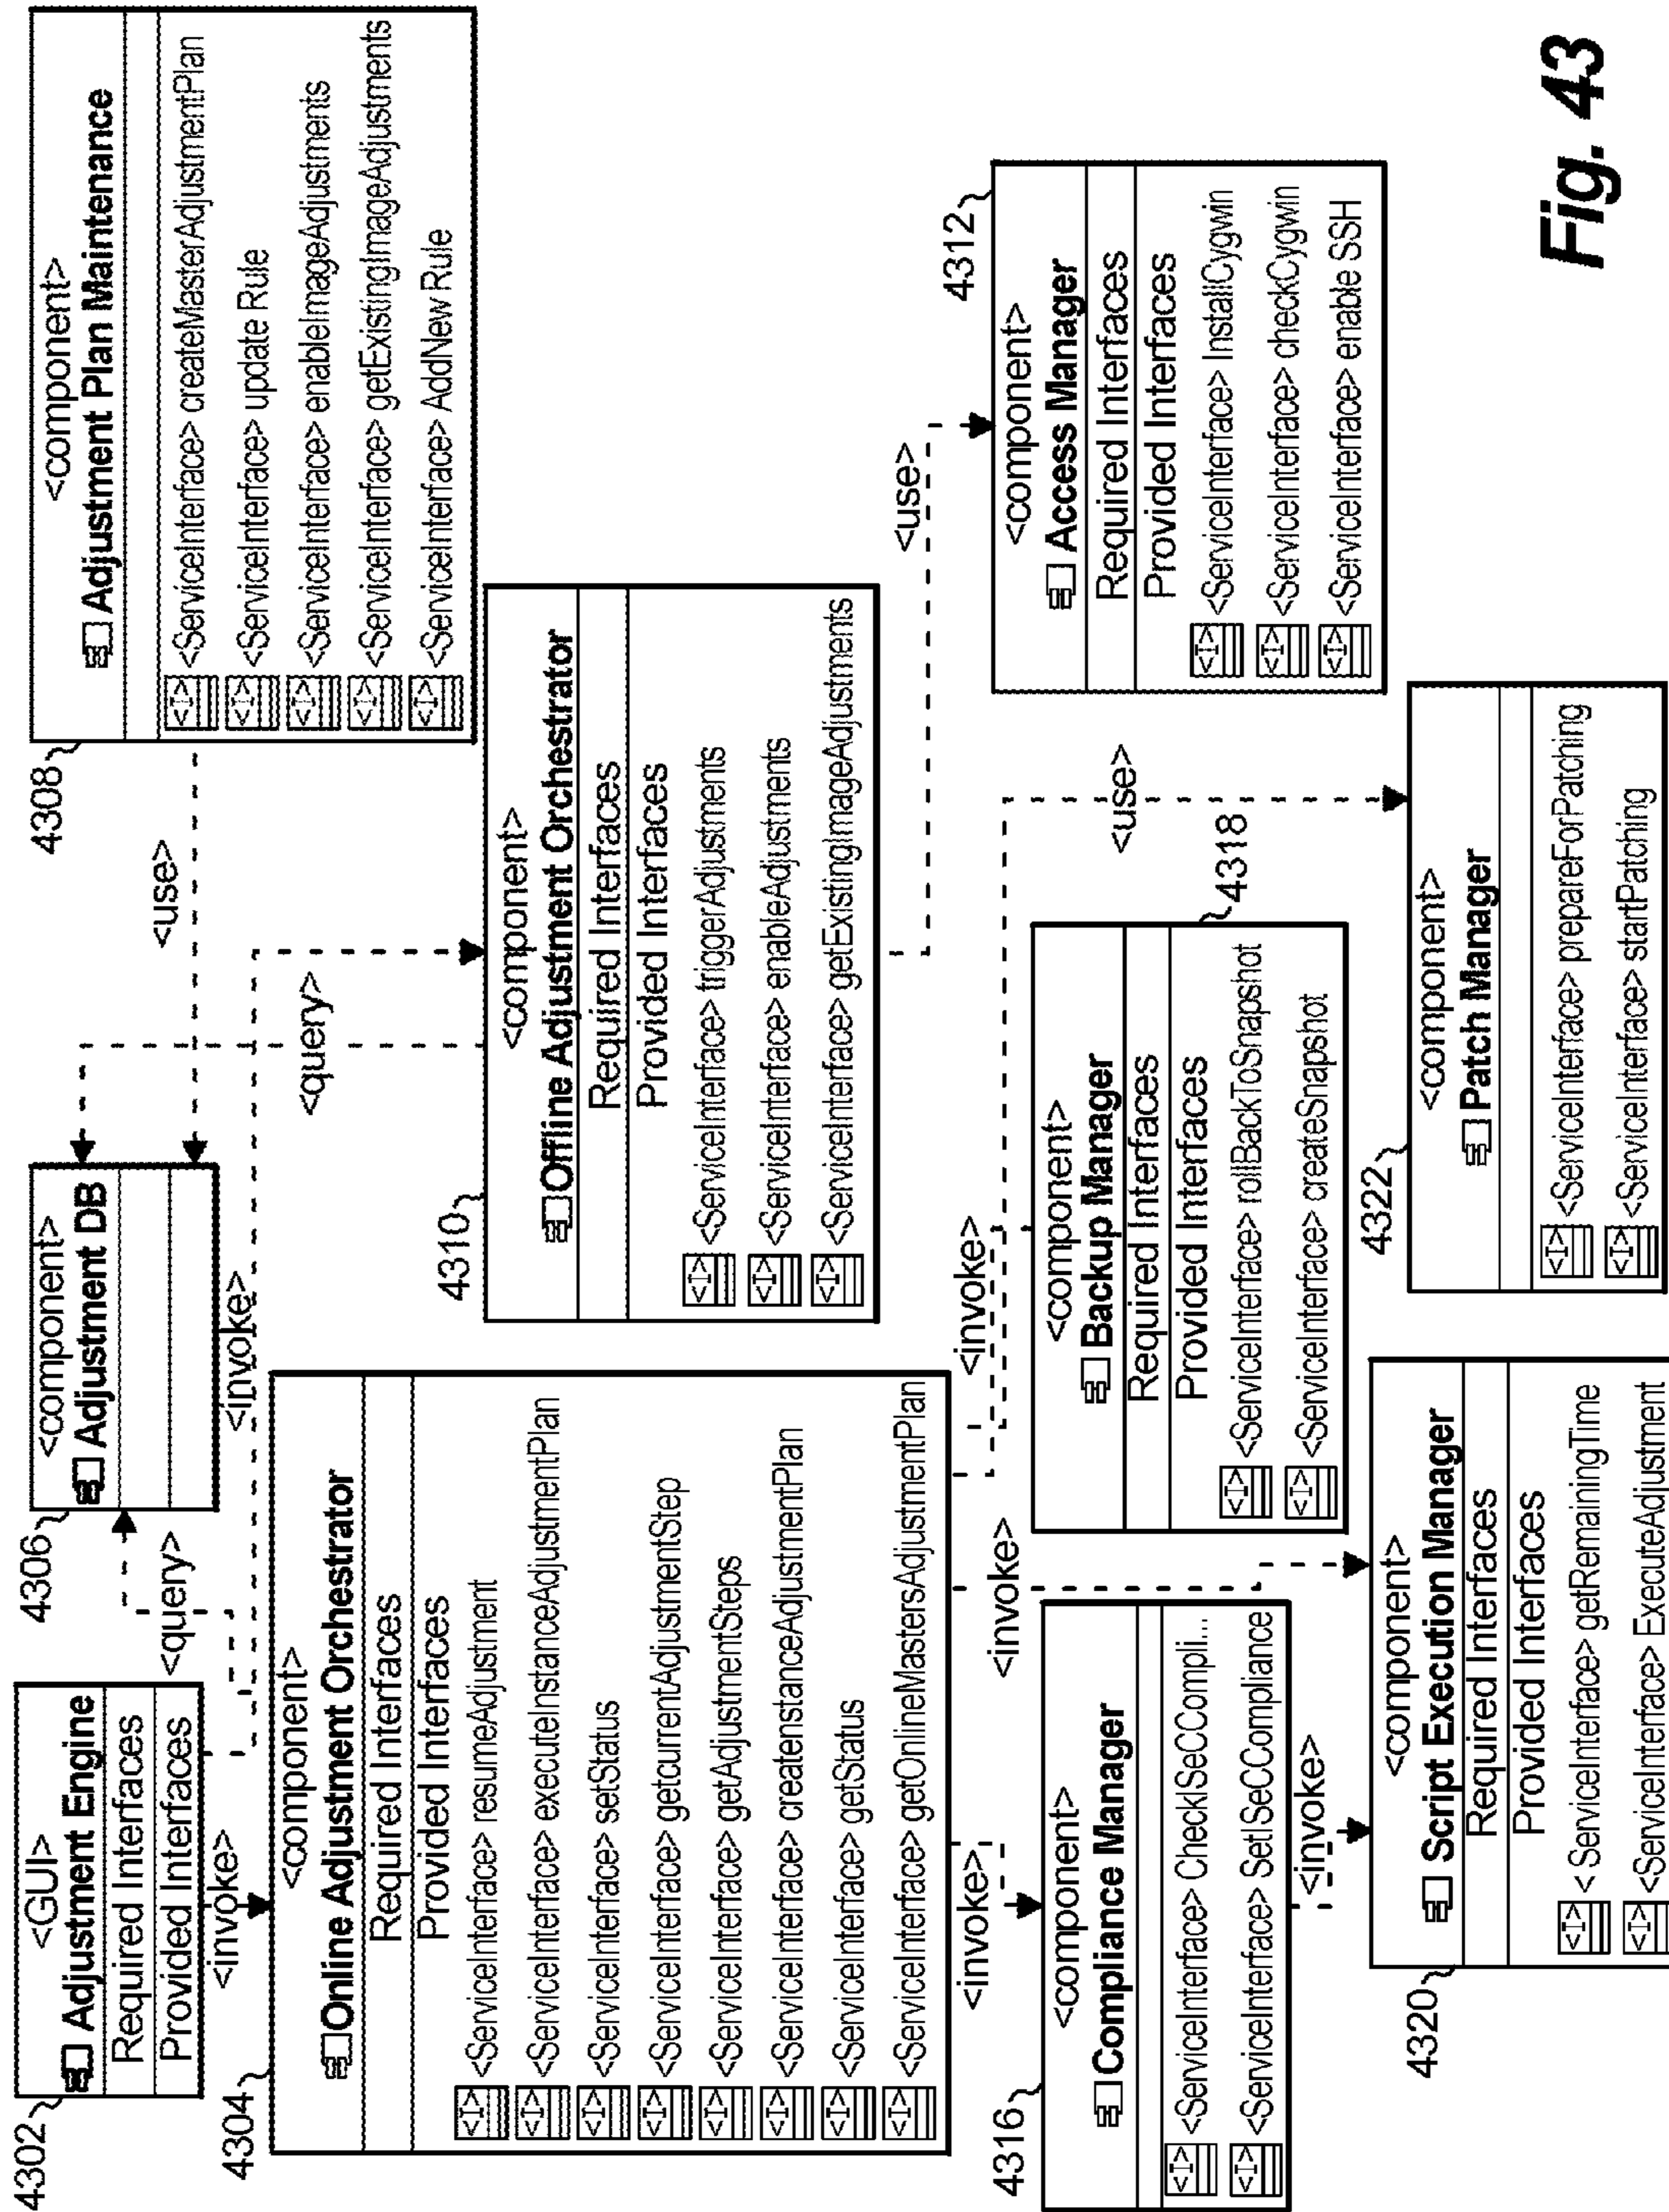 4302
<GUI>
Adjustment Engine
Required Interfaces
Provided Interfaces
<invoke>
<query>
4306
<component>
Adjustment DB
<invoke>
<use>
<query>
4308
<component>
Adjustment Plan Maintenance
<I> <ServiceInterface> createMasterAdjustmentPlan
<I> <ServiceInterface> update Rule
<I> <ServiceInterface> enableImageAdjustments
<I> <ServiceInterface> getExistingImageAdjustments
<I> <ServiceInterface> AddNew Rule
4304
<component>
Online Adjustment Orchestrator
Required Interfaces
Provided Interfaces
<I> <ServiceInterface> resumeAdjustment
<I> <ServiceInterface> executeInstanceAdjustmentPlan
<I> <ServiceInterface> setStatus
<I> <ServiceInterface> getcurrentAdjustmentStep
<I> <ServiceInterface> getAdjustmentSteps
<I> <ServiceInterface> createnstanceAdjustmentPlan
<I> <ServiceInterface> getStatus
<I> <ServiceInterface> getOnlineMastersAdjustmentPlan
4310
<component>
Offline Adjustment Orchestrator
Required Interfaces
Provided Interfaces
<I> <ServiceInterface> triggerAdjustments
<I> <ServiceInterface> enableAdjustments
<I> <ServiceInterface> getExistingImageAdjustments
<invoke>
<invoke>
<invoke>
<use>
<use>
4316
<component>
Compliance Manager
<I> <ServiceInterface> CheckISeCCompli...
<I> <ServiceInterface> SetISeCCompliance
<invoke>
4318
<component>
Backup Manager
Required Interfaces
Provided Interfaces
<I> <ServiceInterface> rollBackToSnapshot
<I> <ServiceInterface> createSnapshot
4312
<component>
Access Manager
Required Interfaces
Provided Interfaces
<I> <ServiceInterface> InstallCygwin
<I> <ServiceInterface> checkCygwin
<I> <ServiceInterface> enable SSH
4320
<component>
Script Execution Manager
Required Interfaces
Provided Interfaces
<I> < ServiceInterface> getRemainingTime
<I> <ServiceInterface> ExecuteAdjustment
4322
<component>
Patch Manager
<I> <ServiceInterface> prepareForPatching
<I> <ServiceInterface> startPatching
Fig. 43